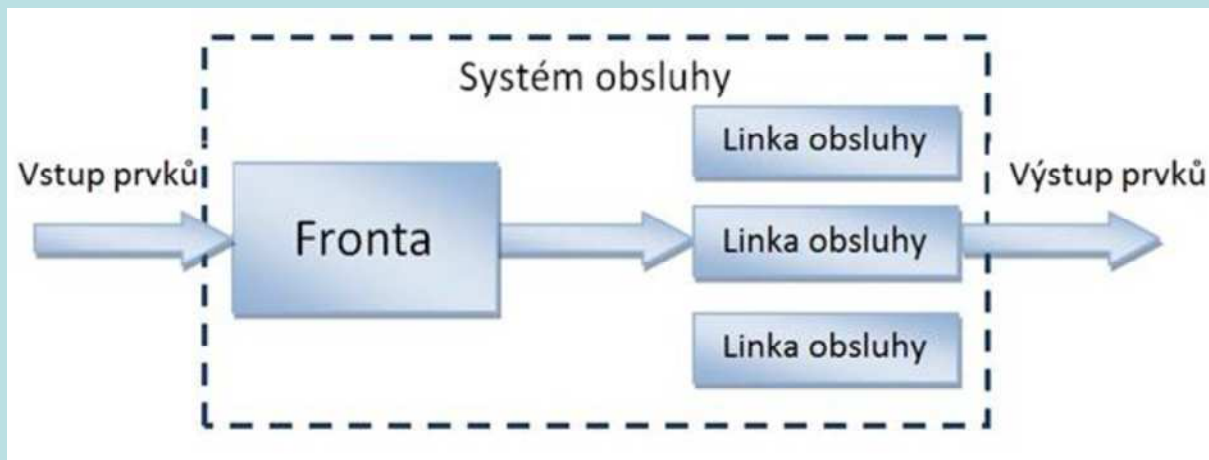 Systém obsluhy
Vstup prvků
Fronta
Linka obsluhy
Linka obsluhy
Linka obsluhy
Výstup prvků